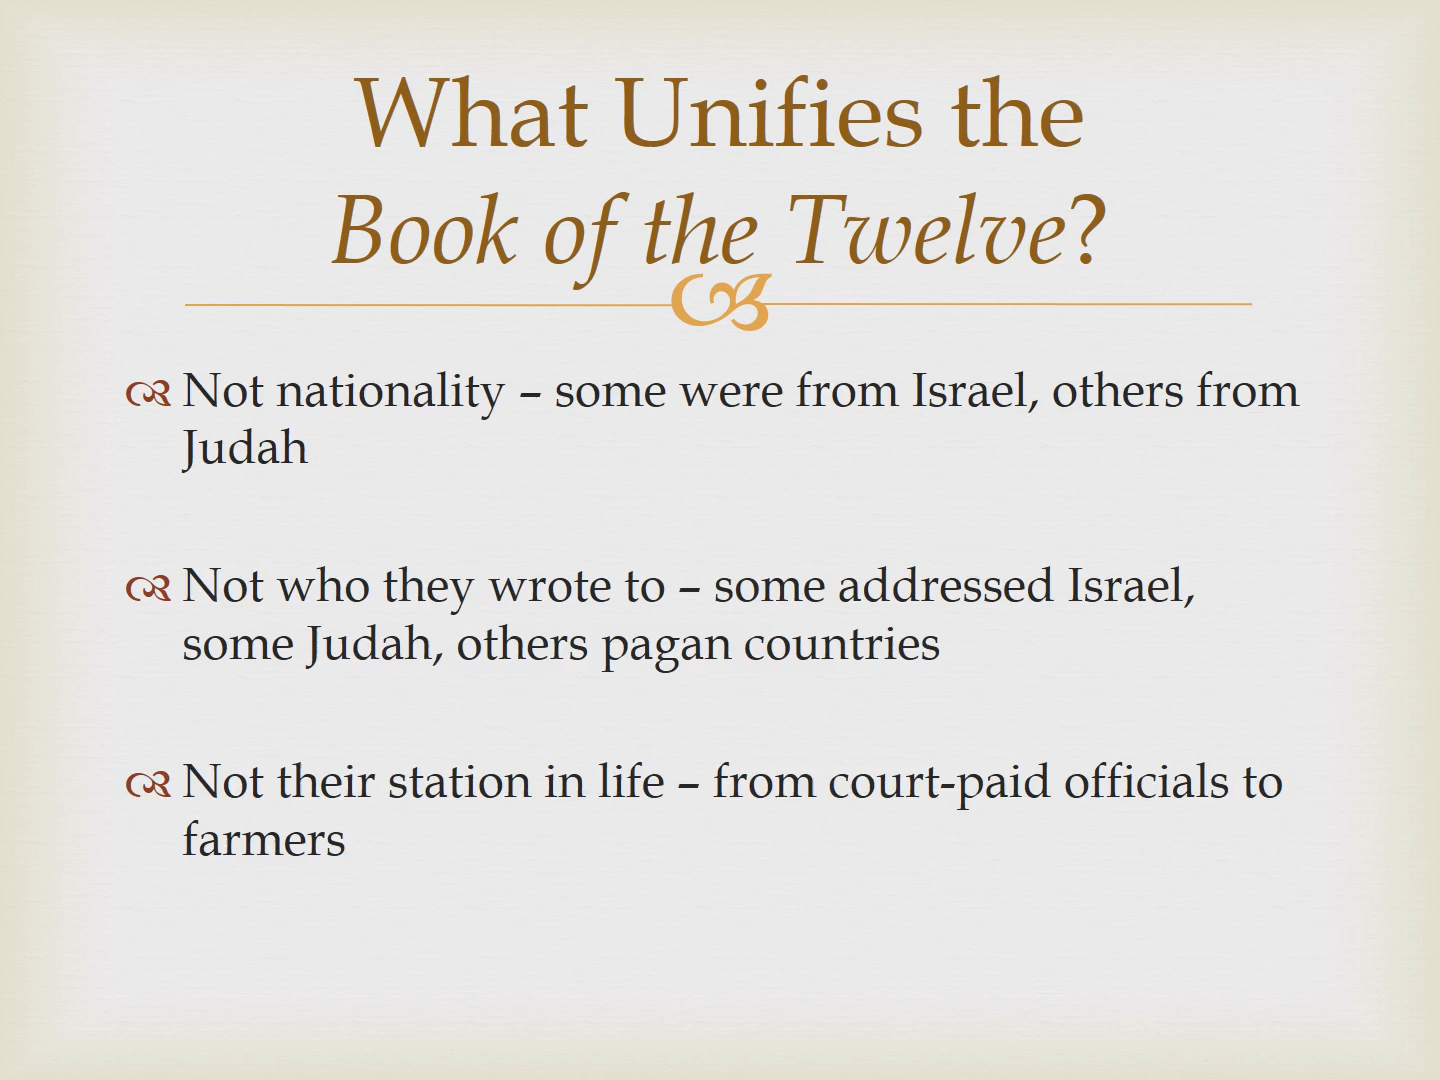 What Unifies the
Book of the Twelve?
Not nationality – some were from Israel, others from
Judah
Not who they wrote to – some addressed Israel,
some Judah, others pagan countries
Not their station in life – from court-paid officials to
farmers